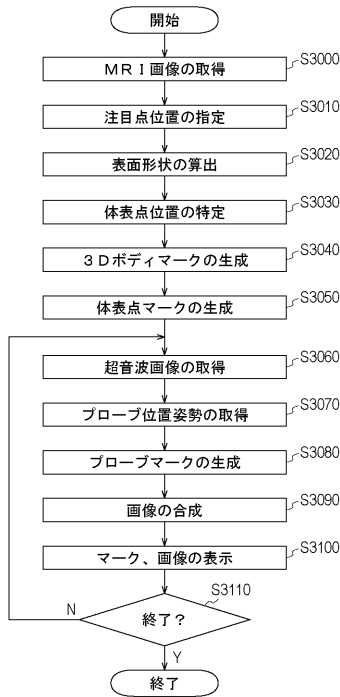 開始
MRI画像の取得
S3000
注目点位置の指定
S3010
表面形状の算出
S3020
体表点位置の特定
S3030
3Dボディマークの生成
S3040
体表点マークの生成
S3050
超音波画像の取得
S3060
プローブ位置姿勢の取得
S3070
プローブマークの生成
S3080
画像の合成
S3090
マーク、画像の表示
S3100
S3110
N
終了?
Y
終了